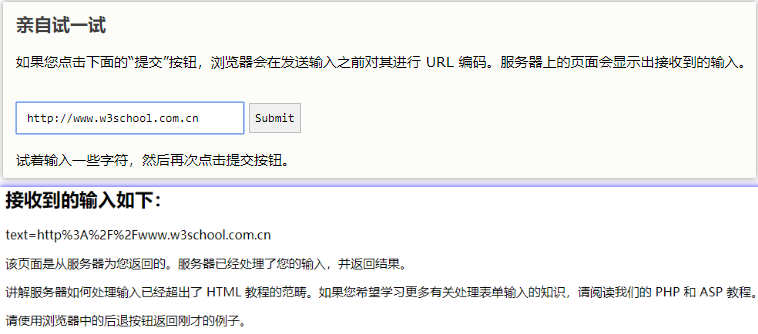 亲自试一试
如果您点击下面的“提交”按钮，浏览器会在发送输入之前对其进行 URL 编码。服务器上的页面会显示出接收到的输入。
http://www.w3school.com.cn Submit
试着输入一些字符，然后再次点击提交按钮。
接收到的输入如下：
text=http%3A%2F%2Fwww.w3school.com.cn
该页面是从服务器为您返回的。服务器已经处理了您的输入，并返回结果。
讲解服务器如何处理输入已经超出了 HTML 教程的范畴。如果您希望学习更多有关处理表单输入的知识，请阅读我们的 PHP 和 ASP 教程。
请使用浏览器中的后退按钮返回刚才的例子。